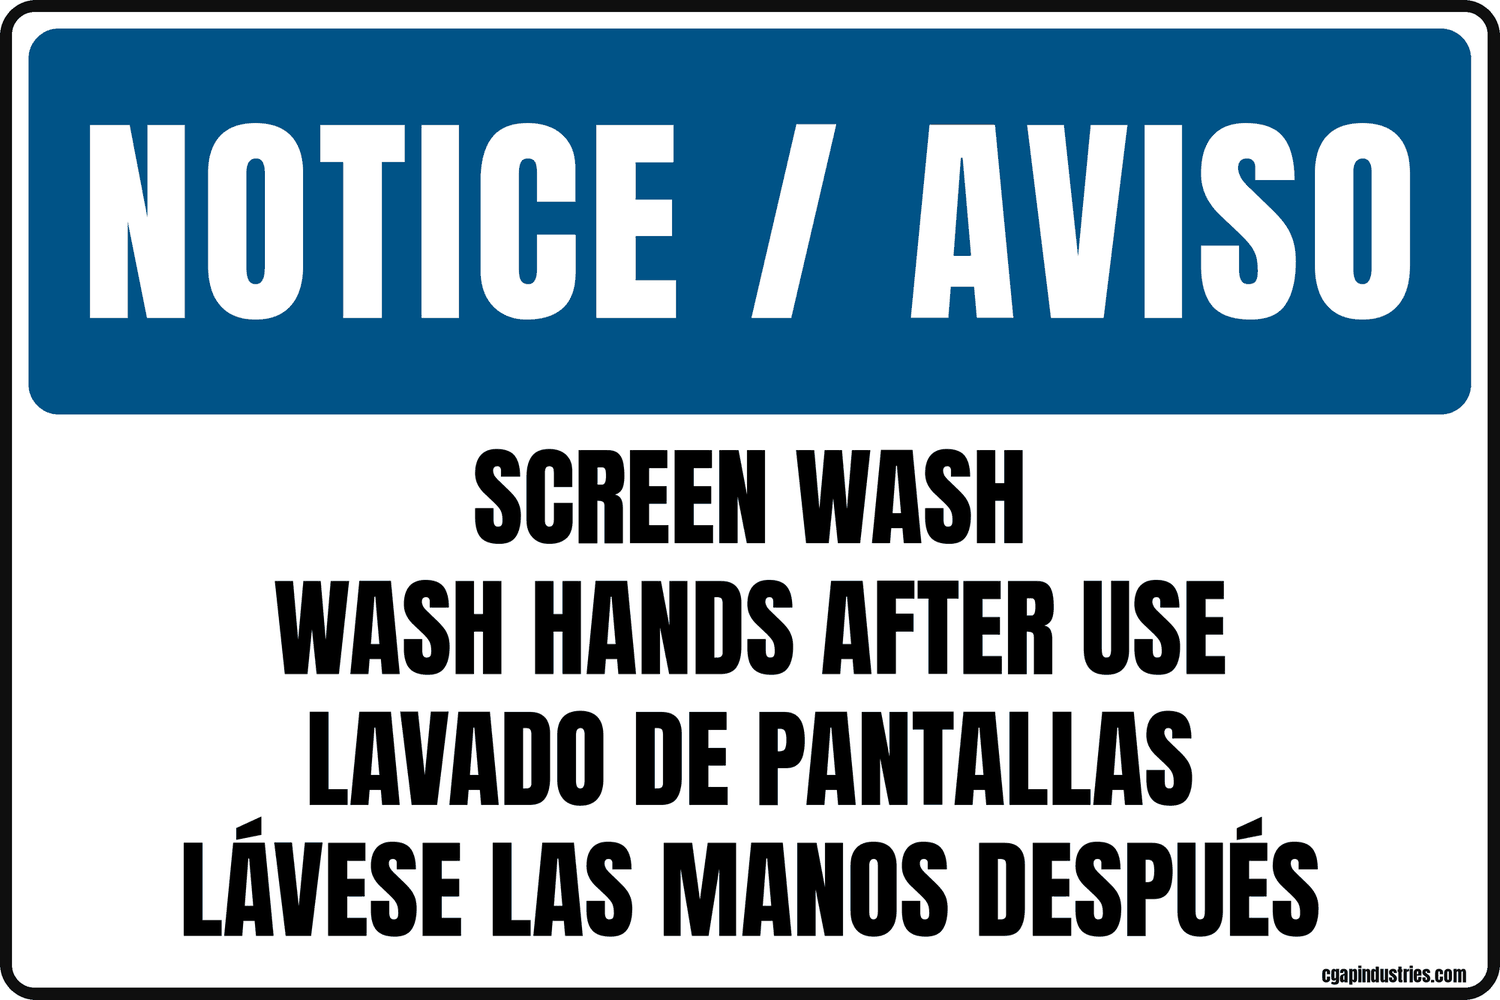 NOTICE / AVISO
SCREEN WASH
WASH HANDS AFTER USE
LAVADO DE PANTALLAS
LÁVESE LAS MANOS DESPUÉS
cgapindustries.com